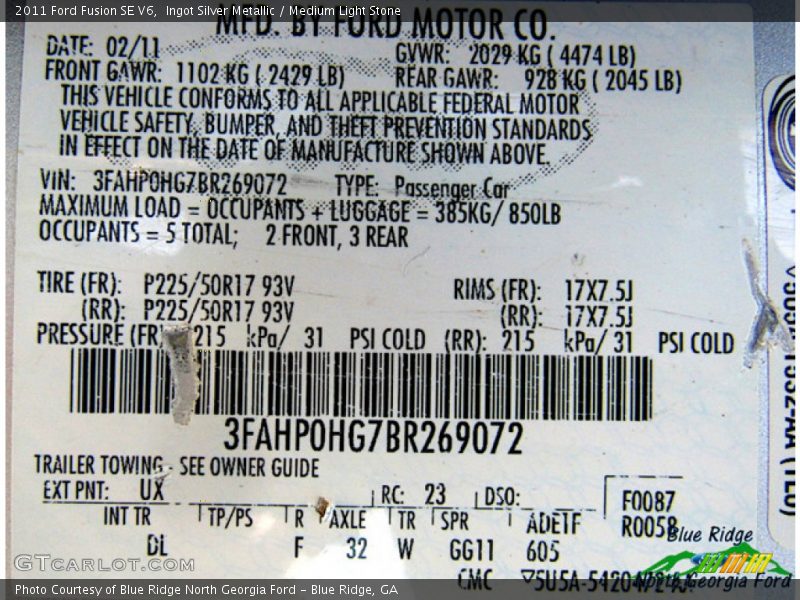 2011 Ford Fusion SE V6,  Ingot Silver Metallic / Medium Light Stone
MFD. BY FORD MOTOR CO.
DATE: 02/11 GVWR: 2029 KG ( 4474 LB)
FRONT GAWR: 1102 KG ( 2429 LB) REAR GAWR: 928 KG ( 2045 LB)
THIS VEHICLE CONFORMS TO ALL APPLICABLE FEDERAL MOTOR
VEHICLE SAFETY, BUMPER, AND THEFT PREVENTION STANDARDS
IN EFFECT ON THE DATE OF MANUFACTURE SHOWN ABOVE.
VIN: 3FAHP0HG7BR269072 TYPE: Passenger Car
MAXIMUM LOAD = OCCUPANTS + LUGGAGE = 385KG/ 850LB
OCCUPANTS = 5 TOTAL; 2 FRONT, 3 REAR
TIRE (FR): P225/50R17 93V RIMS (FR): 17X7.5J
(RR): P225/50R17 93V (RR): 17X7.5J
PRESSURE (FR 215 kPa/ 31 PSI COLD (RR): 215 kPa/ 31 PSI COLD
3FAHP0HG7BR269072
TRAILER TOWING - SEE OWNER GUIDE
EXT PNT: UX RC: 23 DSO: F0087
INT TR TP/PS R AXLE TR SPR ADETF R005B
DL F 32 W GG11 605
CMC
Blue Ridge
North Georgia Ford
GTCarlot.com
Photo Courtesy of Blue Ridge North Georgia Ford - Blue Ridge, GA